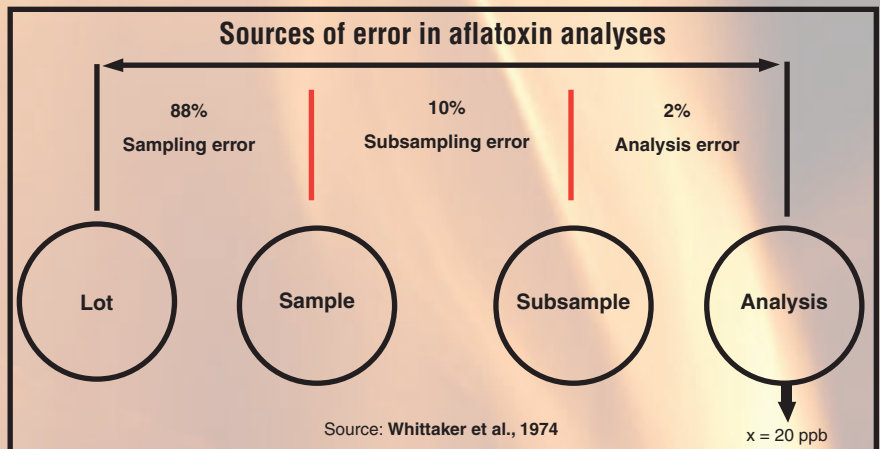 Sources of error in aflatoxin analyses
88%
Sampling error
10%
Subsampling error
2%
Analysis error
Lot
Sample
Subsample
Analysis
Source: Whittaker et al., 1974
x = 20 ppb